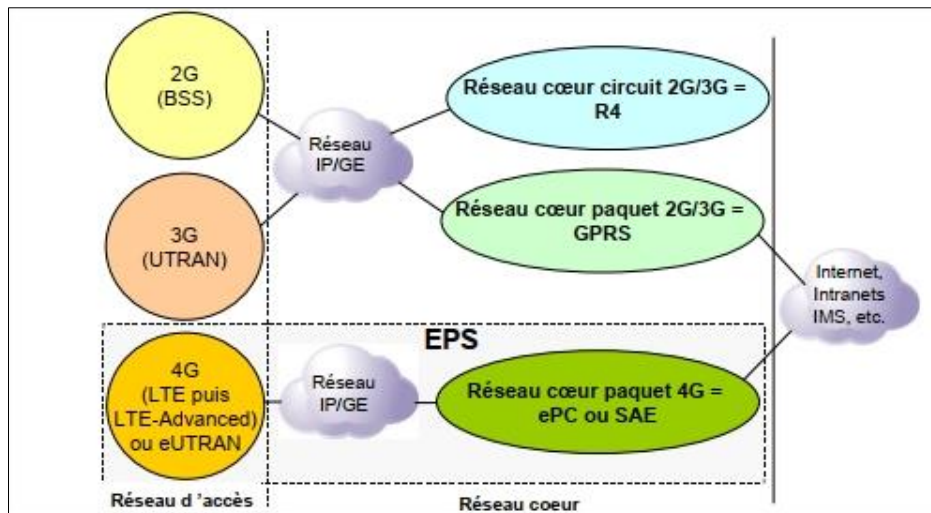 2G
(BSS)
Réseau cœur circuit 2G/3G =
R4
Réseau
IP/GE
Réseau cœur paquet 2G/3G =
GPRS
3G
(UTRAN)
Internet,
Intranets
IMS, etc.
EPS
4G
(LTE puis
LTE-Advanced)
ou eUTRAN
Réseau
IP/GE
Réseau cœur paquet 4G =
ePC ou SAE
Réseau d 'accès
Réseau coeur